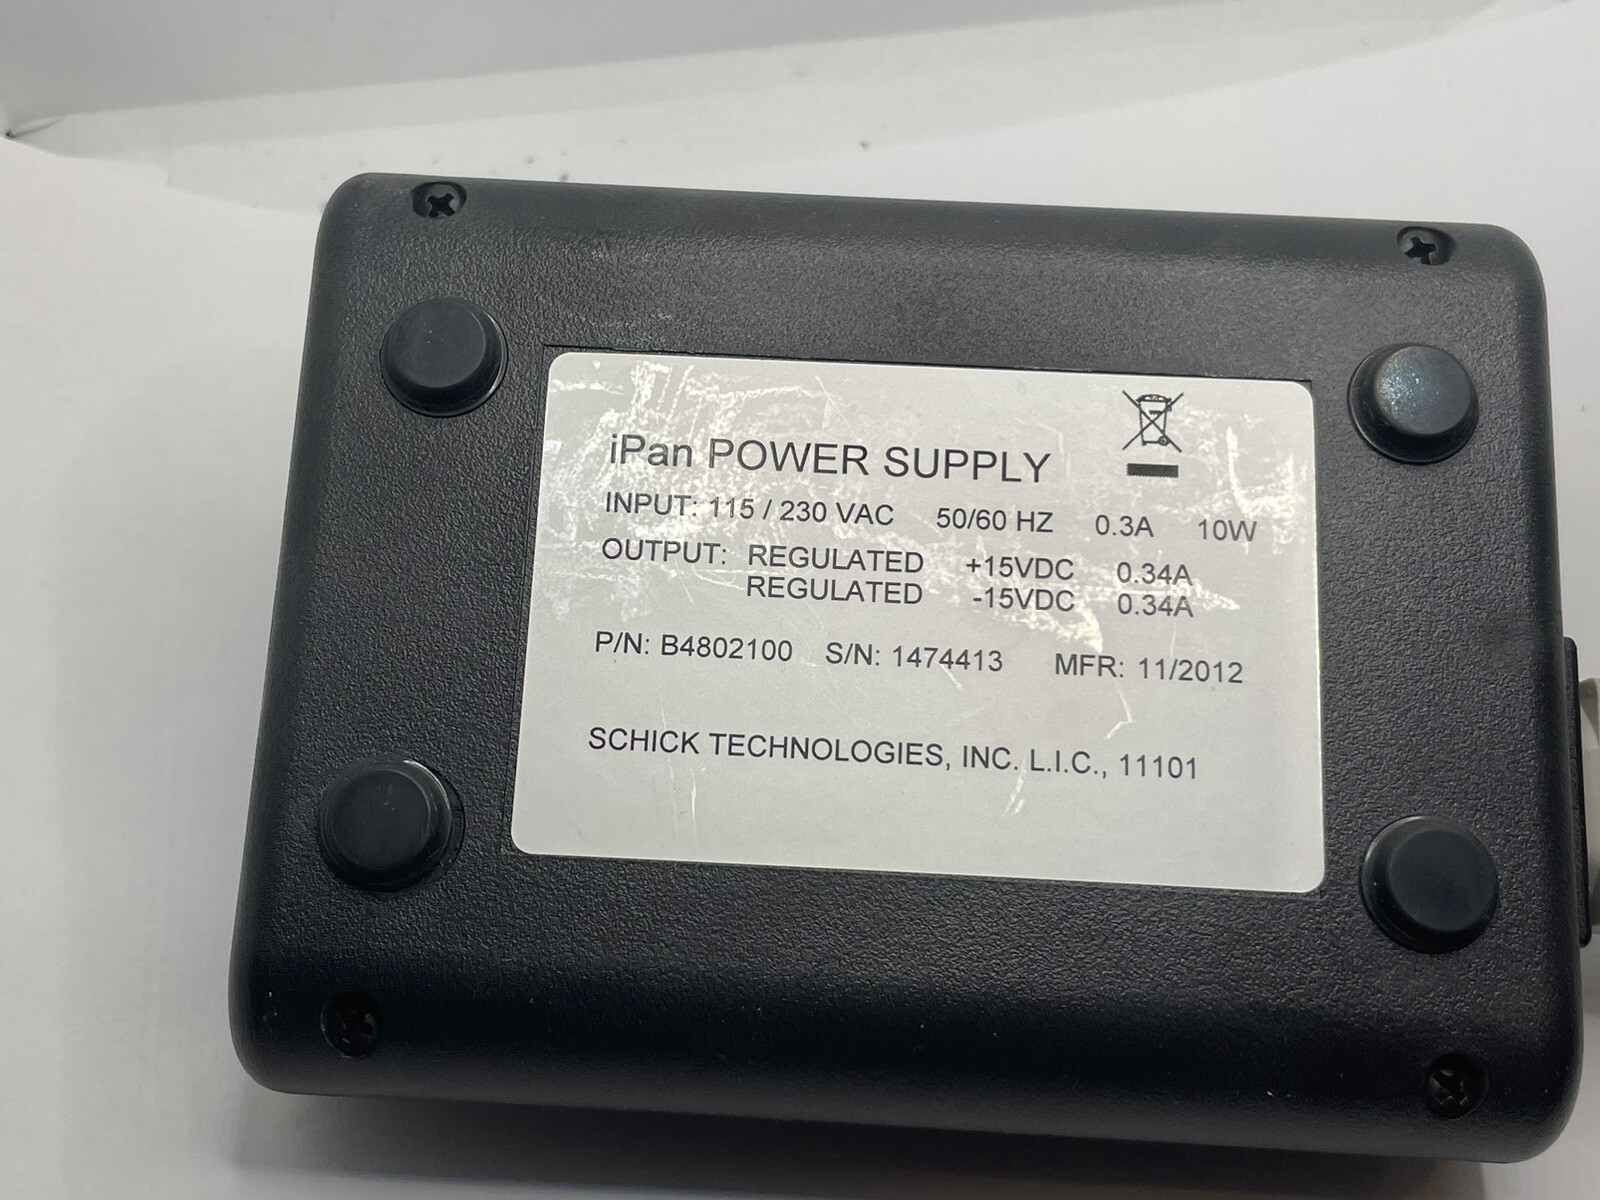 iPan POWER SUPPLY
INPUT: 115 / 230 VAC 50/60 HZ 0.3A 10W
OUTPUT: REGULATED +15VDC 0.34A
REGULATED -15VDC 0.34A
P/N: B4802100 S/N: 1474413 MFR: 11/2012
SCHICK TECHNOLOGIES, INC. L.I.C., 11101